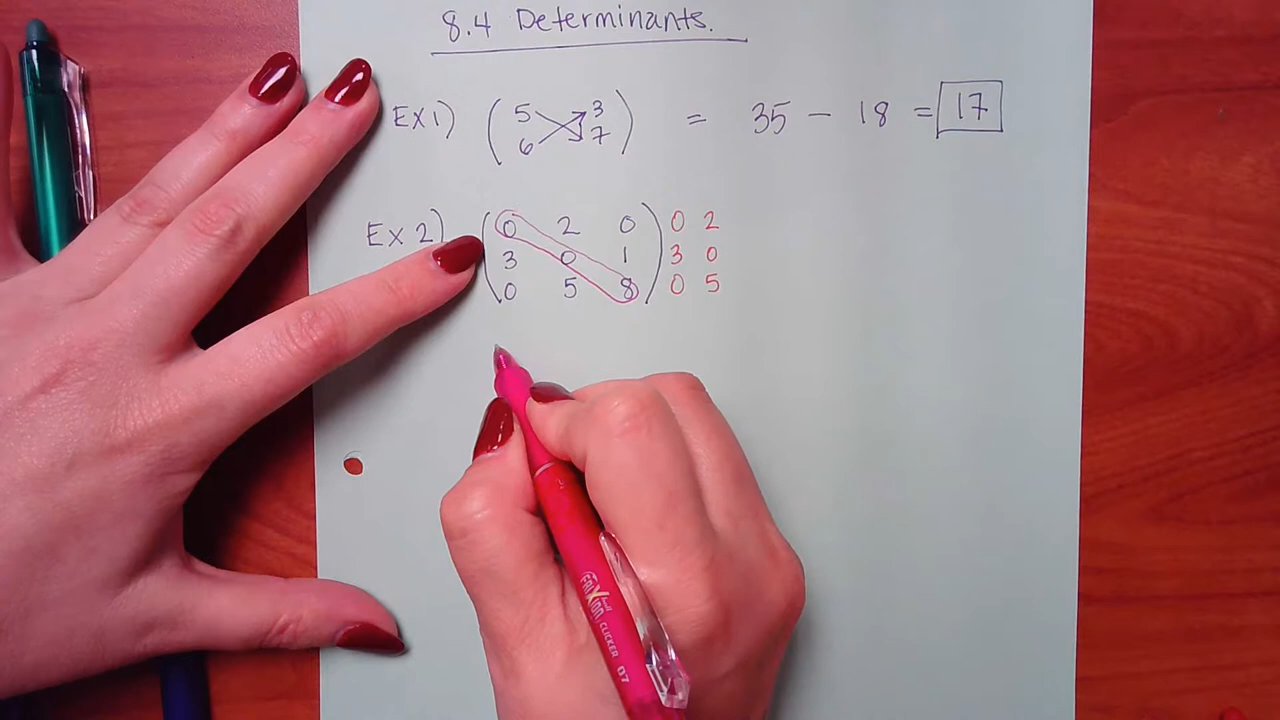 8.4 Determinants.
EX1) ( 5 3 ) = 35 - 18 = 17
6 7
Ex 2) ( 0 2 0 ) 0 2
3 0 1 3 0
0 5 8 0 5
FRIXION ball CLICKER 07